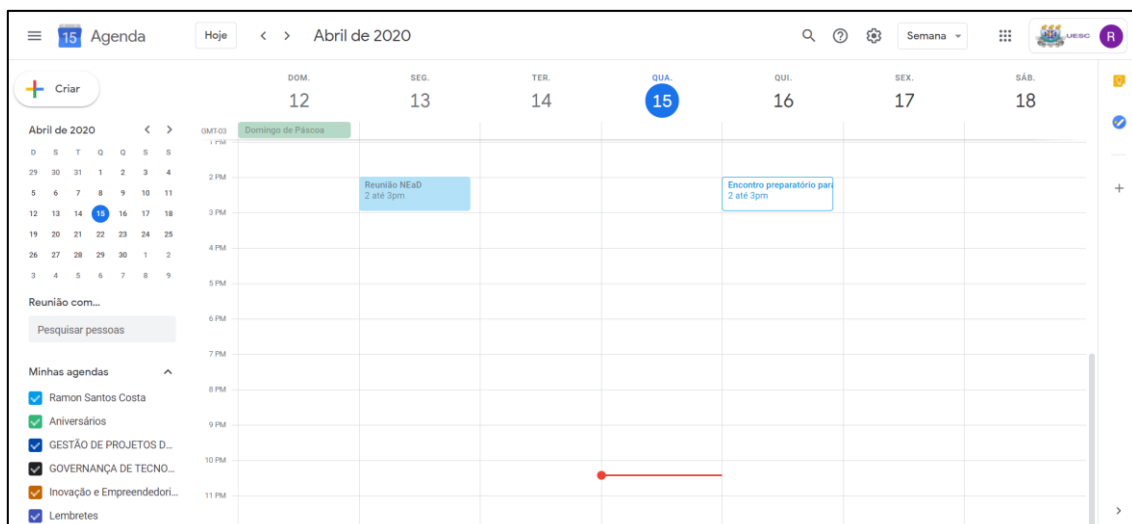 15 Agenda Hoje Abril de 2020 Semana UESC R
Criar
DOM. SEG. TER. QUA. QUI. SEX. SÁB.
12 13 14 15 16 17 18
Abril de 2020
GMT-03 Domingo de Páscoa
D S T Q Q S S
29 30 31 1 2 3 4
5 6 7 8 9 10 11
12 13 14 15 16 17 18
19 20 21 22 23 24 25
26 27 28 29 30 1 2
3 4 5 6 7 8 9
Reunião com...
Pesquisar pessoas
Minhas agendas
Ramon Santos Costa
Aniversários
GESTÃO DE PROJETOS D...
GOVERNANÇA DE TECNO...
Inovação e Empreendedori...
Lembretes
1 PM
2 PM
Reunião NEaD
2 até 3pm
Encontro preparatório para
2 até 3pm
3 PM
4 PM
5 PM
6 PM
7 PM
8 PM
9 PM
10 PM
11 PM